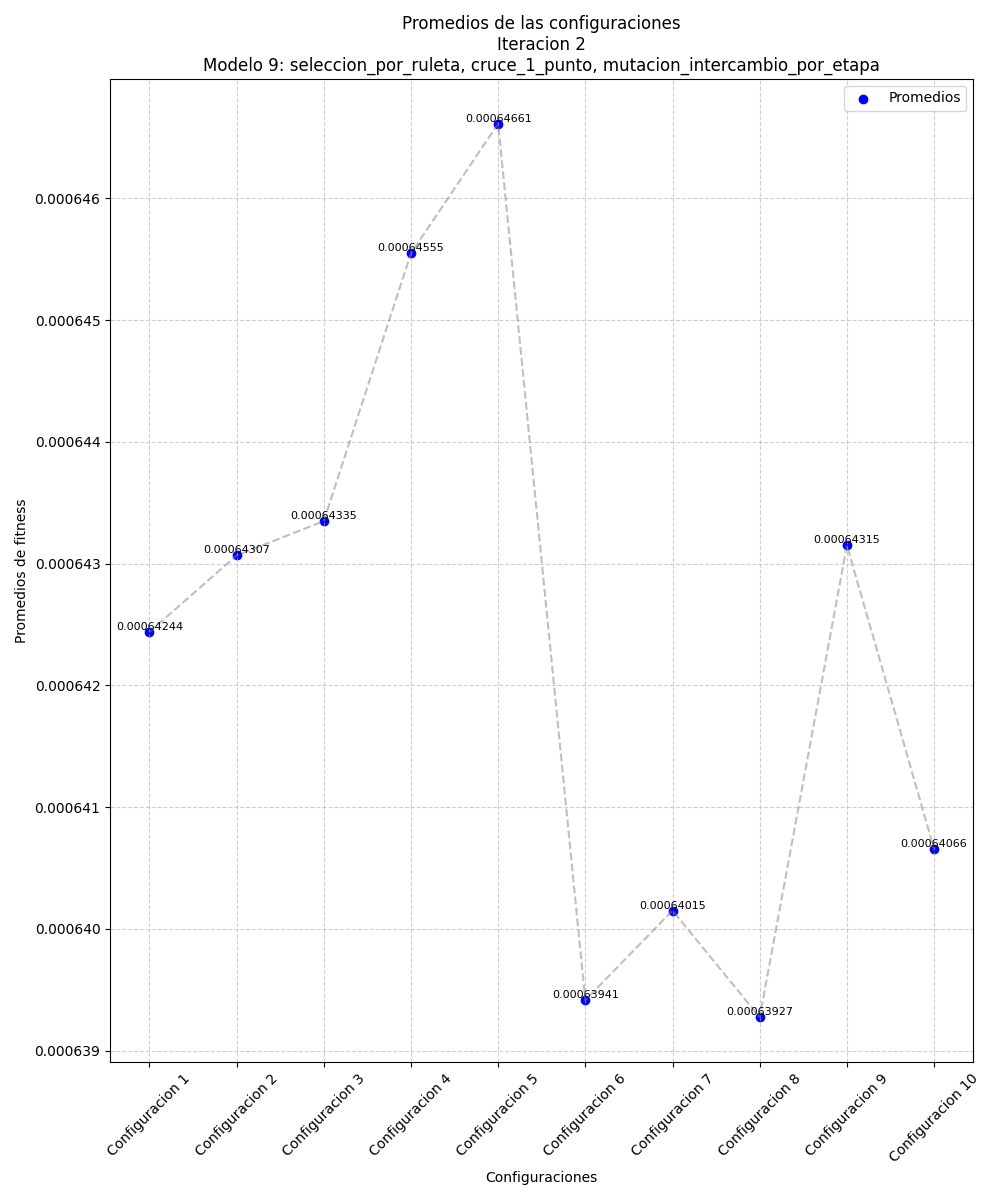 Promedios de las configuraciones
Iteracion 2
Modelo 9: seleccion_por_ruleta, cruce_1_punto, mutacion_intercambio_por_etapa
Promedios
0.00064661
0.000646
0.00064555
0.000645
0.000644
0.00064335
0.00064315
0.00064307
0.000643
0.00064244
0.000642
0.000641
0.00064066
0.00064015
0.000640
0.00063941
0.00063927
0.000639
Promedios de fitness
Configuracion 1
Configuracion 2
Configuracion 3
Configuracion 4
Configuracion 5
Configuracion 6
Configuracion 7
Configuracion 8
Configuracion 9
Configuracion 10
Configuraciones